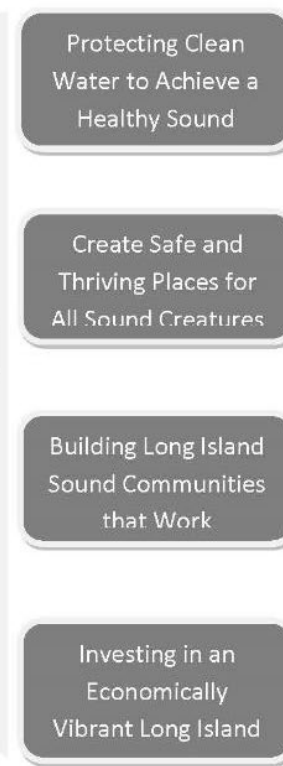 Protecting Clean
Water to Achieve a
Healthy Sound
Create Safe and
Thriving Places for
All Sound Creatures
Building Long Island
Sound Communities
that Work
Investing in an
Economically
Vibrant Long Island